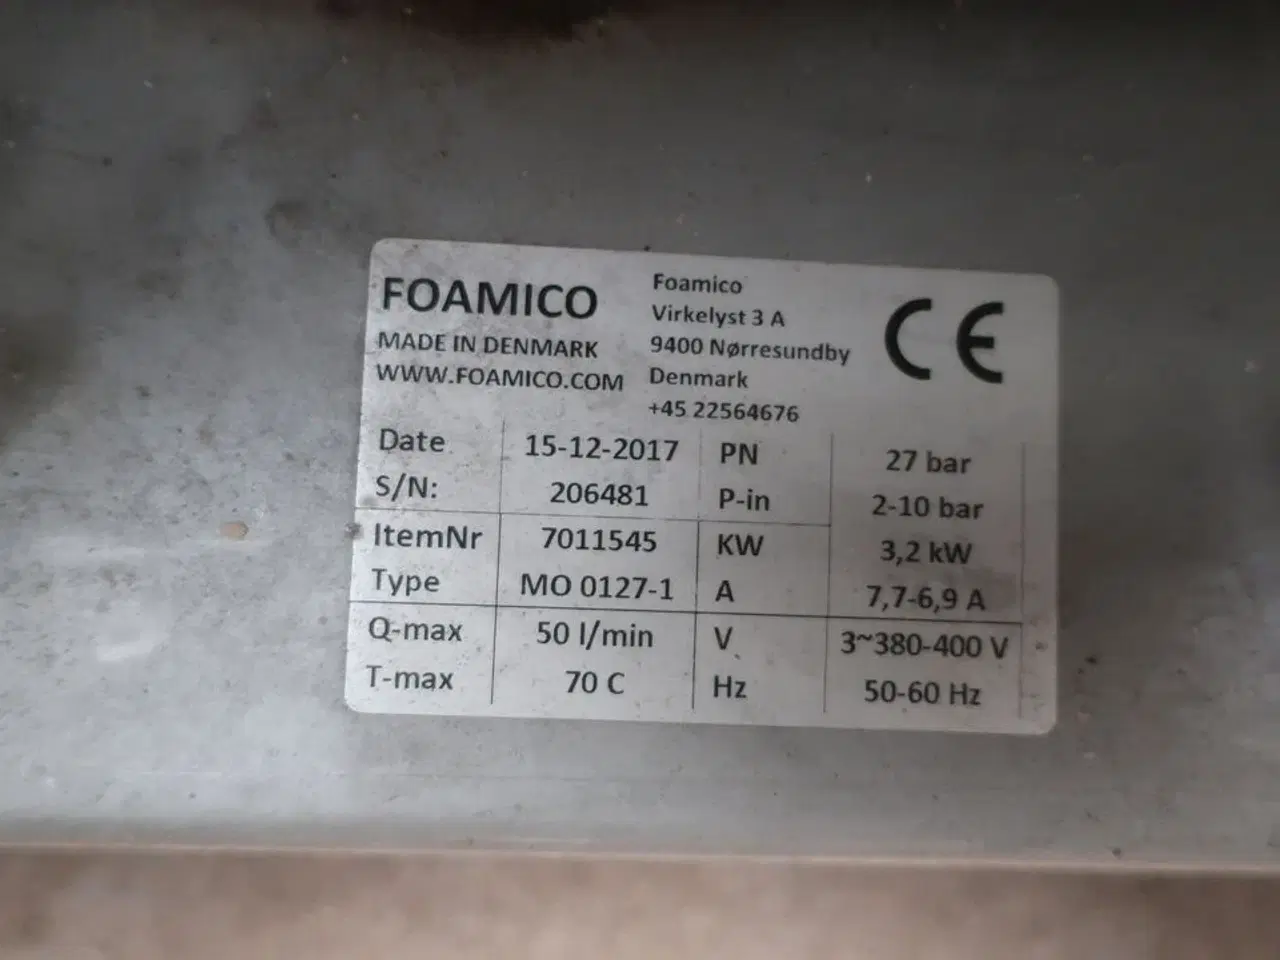 FOAMICO
MADE IN DENMARK
WWW.FOAMICO.COM
Foamico
Virkelyst 3 A
9400 Nørresundby
Denmark
+45 22564676
CE
Date 15-12-2017 PN 27 bar
S/N: 206481 P-in 2-10 bar
ItemNr 7011545 KW 3,2 kW
Type MO 0127-1 A 7,7-6,9 A
Q-max 50 l/min V 3~380-400 V
T-max 70 C Hz 50-60 Hz